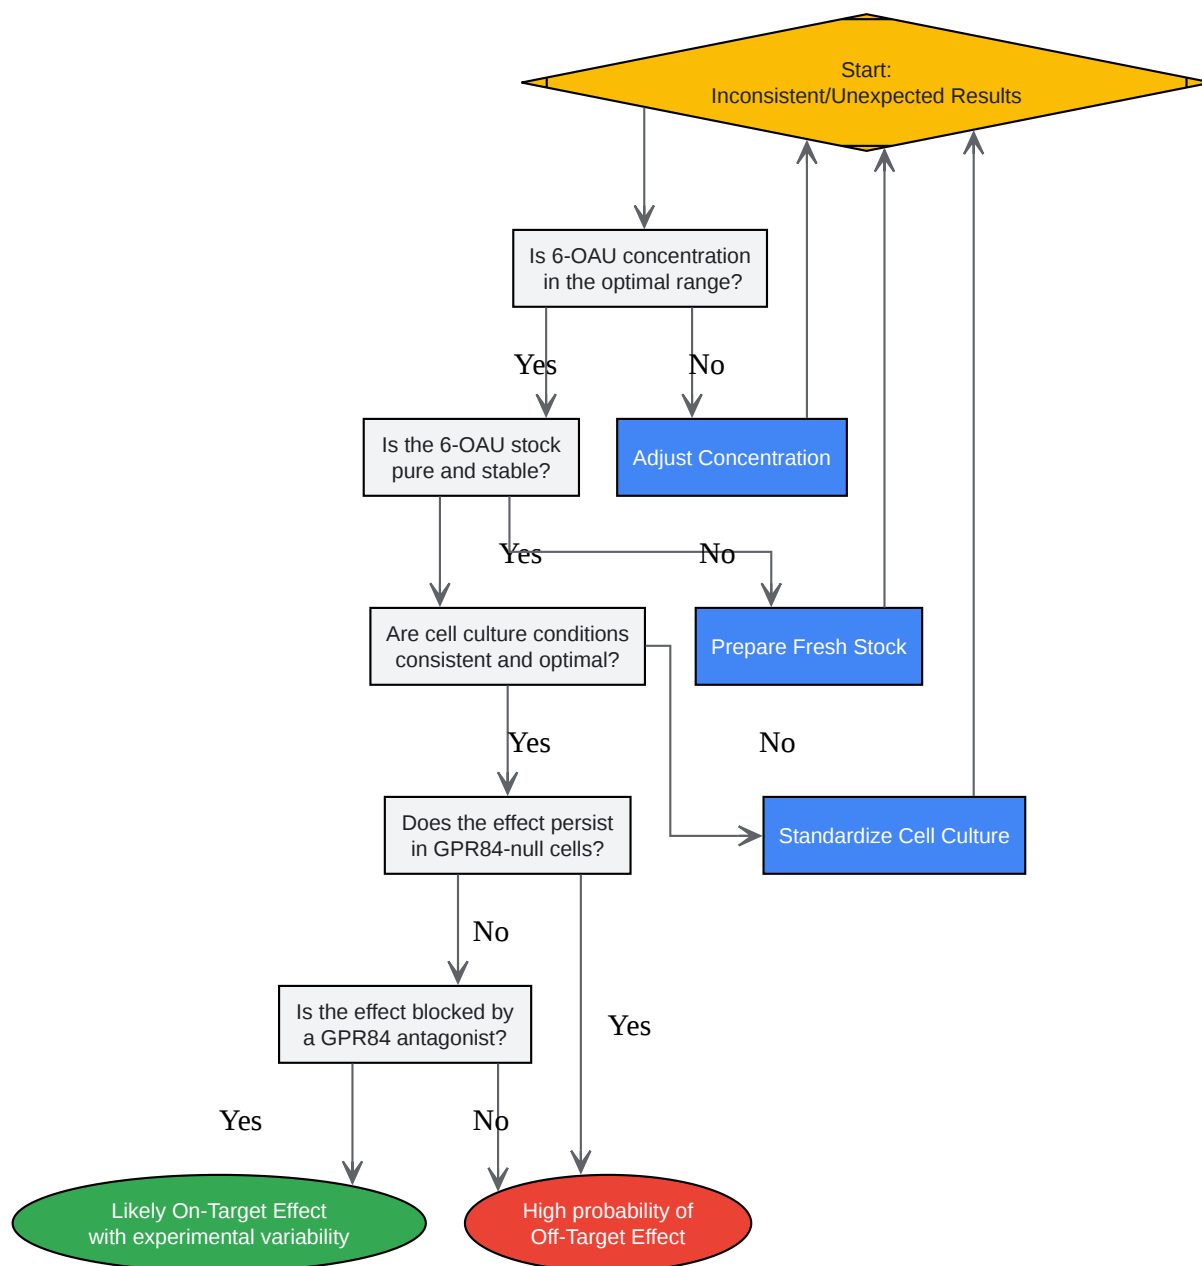 Start:
Inconsistent/Unexpected Results
Is 6-OAU concentration
in the optimal range?
Yes
No
Is the 6-OAU stock
pure and stable?
Adjust Concentration
Yes
No
Are cell culture conditions
consistent and optimal?
Prepare Fresh Stock
Yes
No
Does the effect persist
in GPR84-null cells?
Standardize Cell Culture
No
Is the effect blocked by
a GPR84 antagonist?
Yes
Yes
No
Likely On-Target Effect
with experimental variability
High probability of
Off-Target Effect